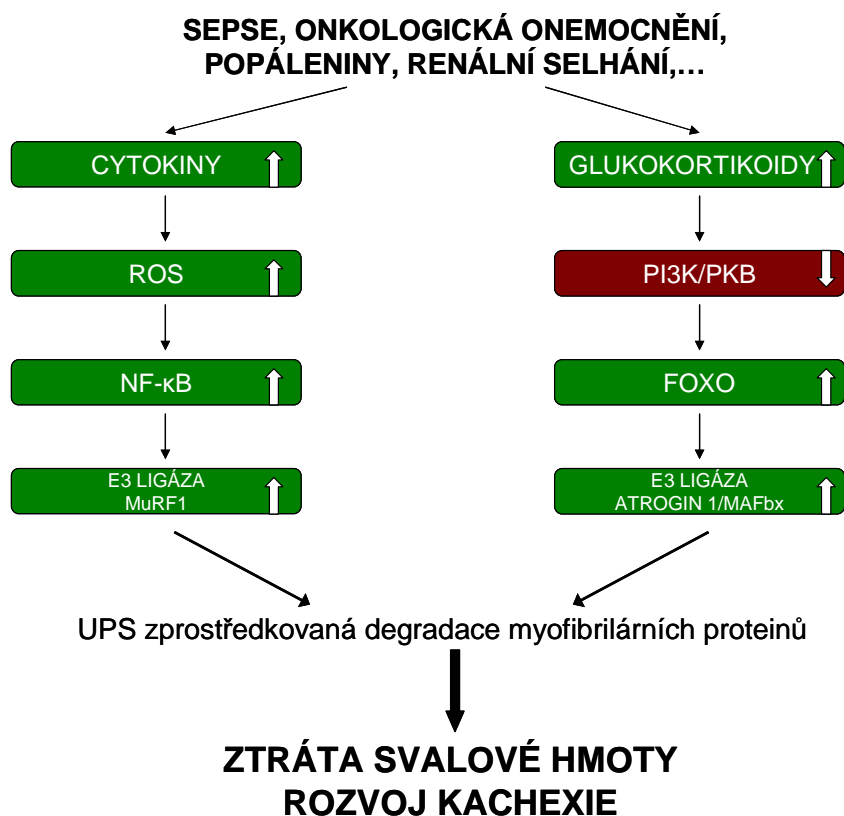 SEPSE, ONKOLOGICKÁ ONEMOCNĚNÍ,
POPÁLENINY, RENÁLNÍ SELHÁNÍ,...
CYTOKINY
GLUKOKORTIKOIDY
ROS
PI3K/PKB
NF-κB
FOXO
E3 LIGÁZA
MuRF1
E3 LIGÁZA
ATROGIN 1/MAFbx
UPS zprostředkovaná degradace myofibrilárních proteinů
ZTRÁTA SVALOVÉ HMOTY
ROZVOJ KACHEXIE